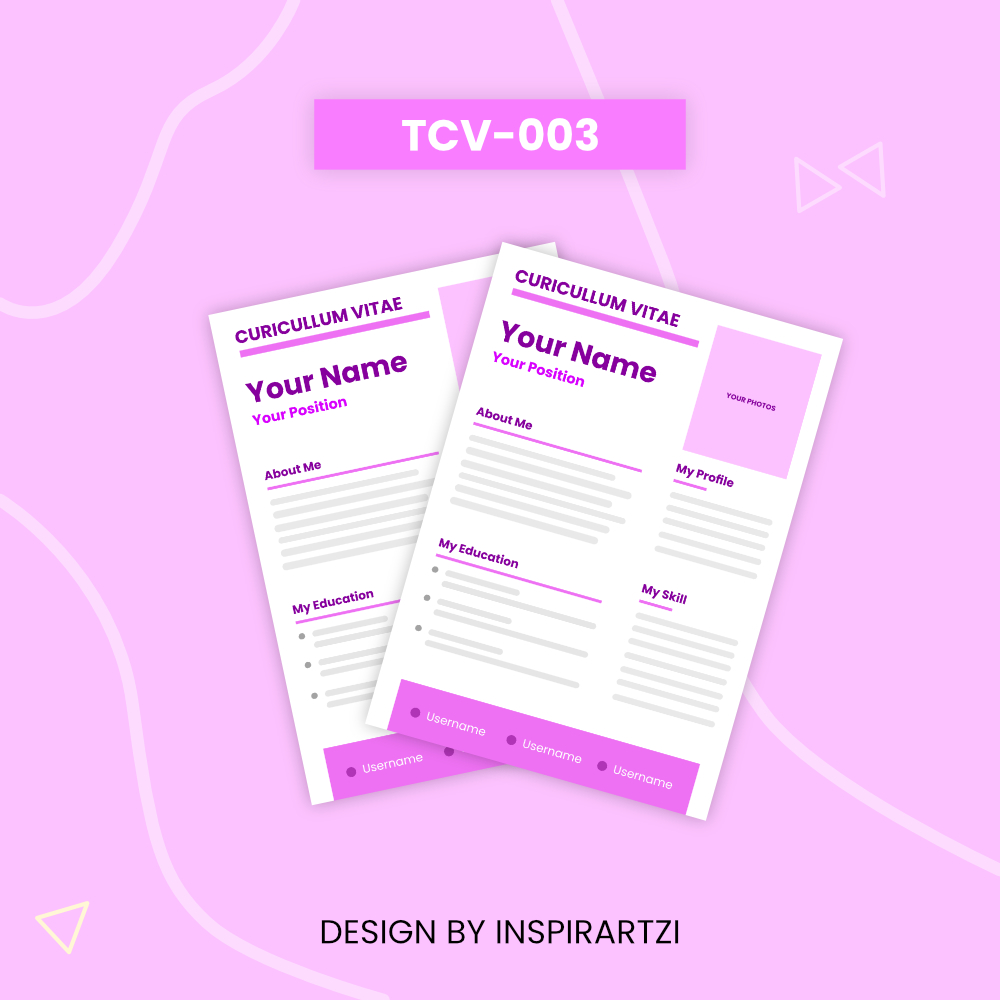 TCV-003
CURICULLUM VITAE
Your Name
Your Position
About Me
My Education
Username
CURICULLUM VITAE
Your Name
Your Position
YOUR PHOTOS
About Me
My Profile
My Education
My Skill
Username
Username
Username
DESIGN BY INSPIRARTZI